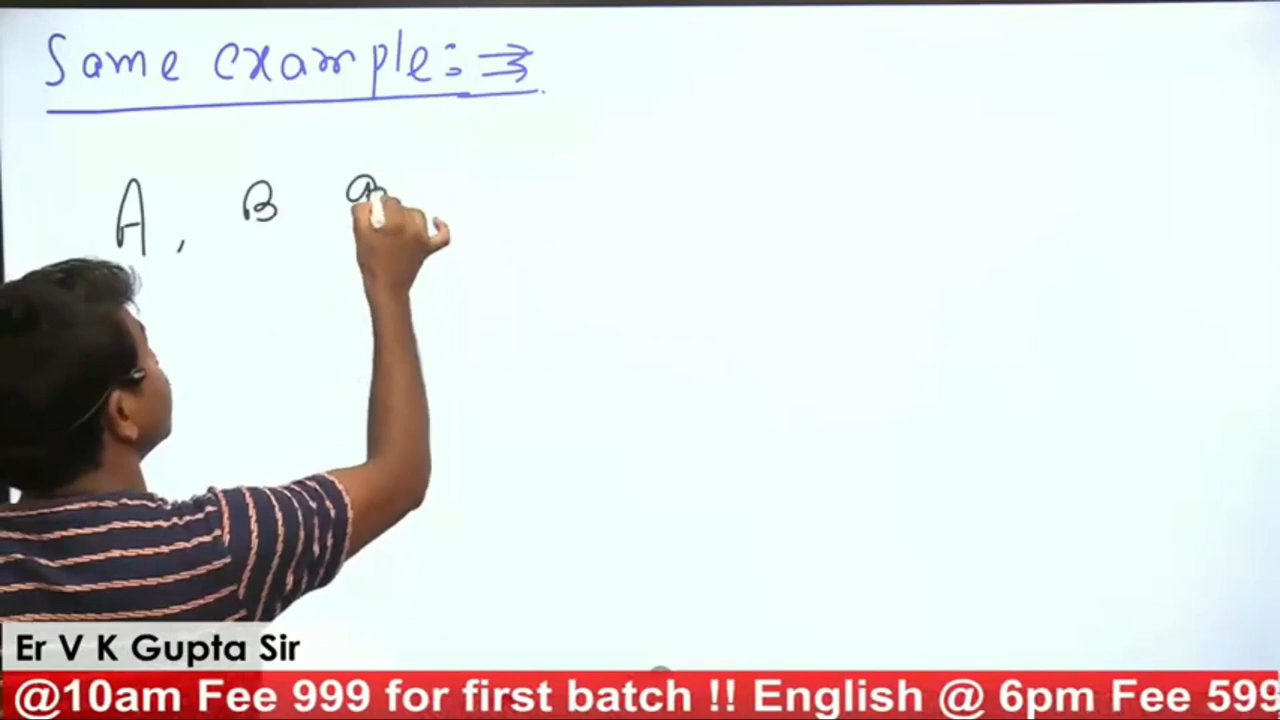 Same example:⇒
A, B
Er V K Gupta Sir
@10am Fee 999 for first batch !! English @ 6pm Fee 599